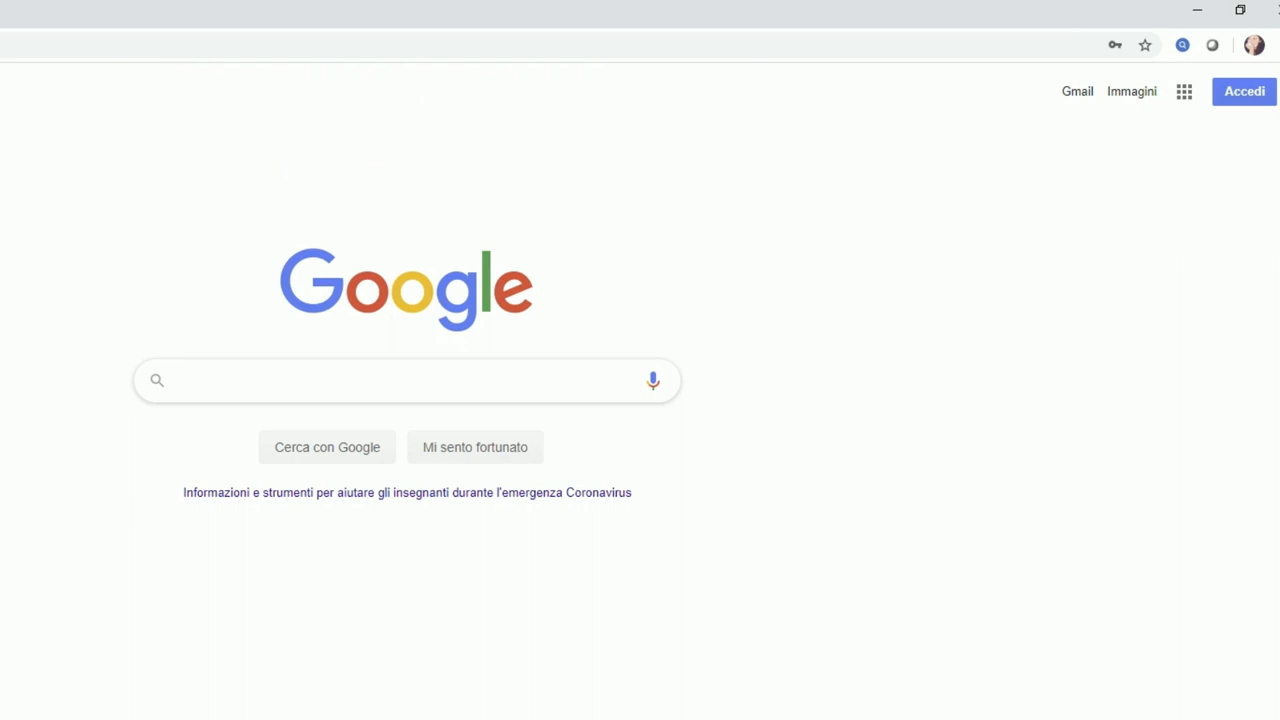 Gmail Immagini Accedi
Google
Cerca con Google Mi sento fortunato
Informazioni e strumenti per aiutare gli insegnanti durante l'emergenza Coronavirus